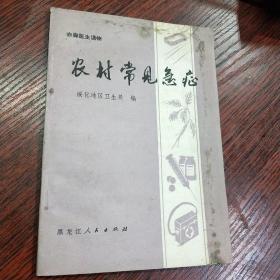 赤脚医生读物
农村常见急症
绥化地区卫生局 编
黑龙江人民出版社